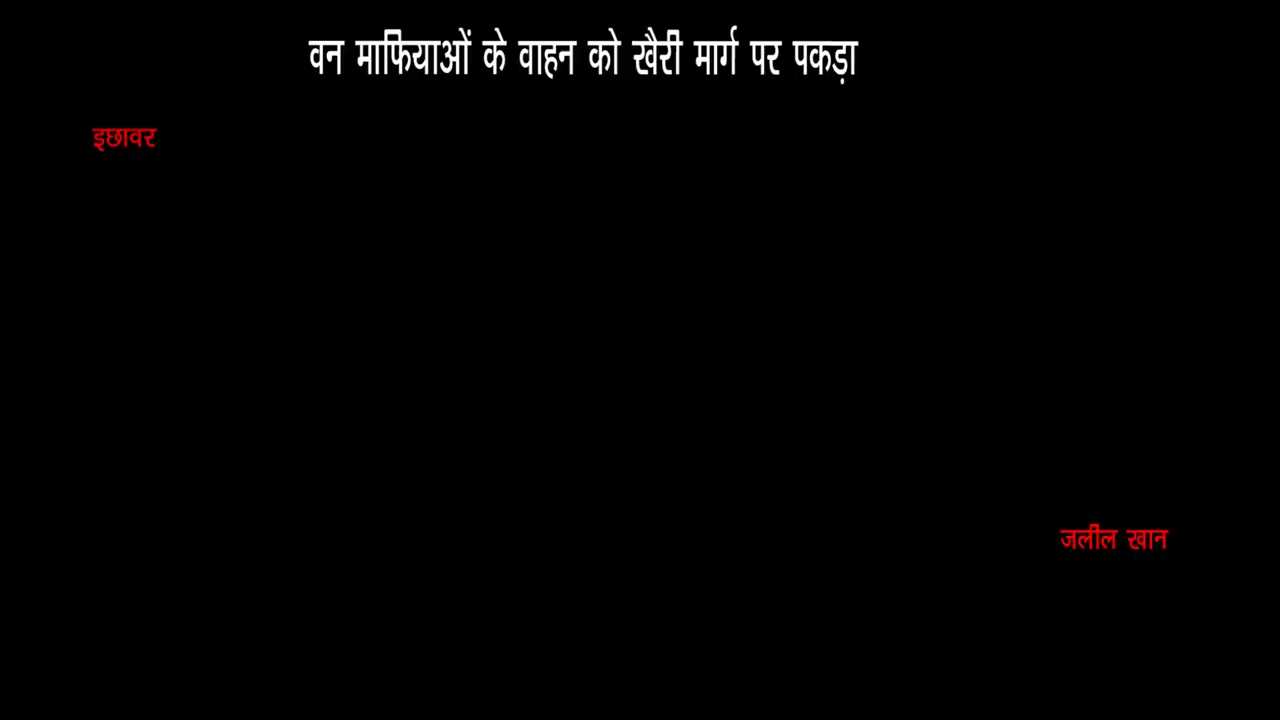 वन माफियाओं के वाहन को खैरी मार्ग पर पकड़ा
इछावर
जलील खान